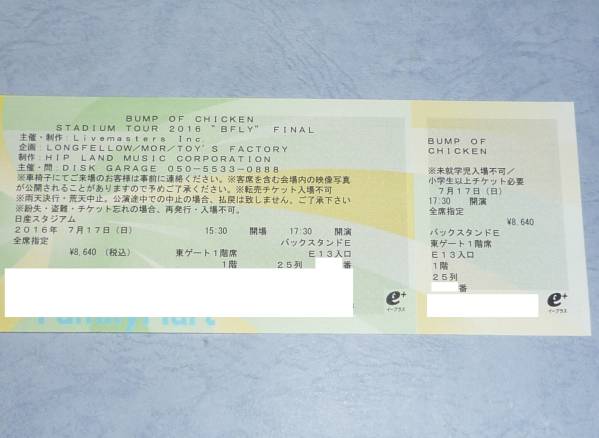 BUMP OF CHICKEN
STADIUM TOUR 2016 “BFLY” FINAL
主催・制作:Livemasters Inc.
企画:LONGFELLOW/MOR/TOY'S FACTORY
制作:HIP LAND MUSIC CORPORATION
主催・問:DISK GARAGE 050-5533-0888
※車椅子にてご来場のお客様は事前に連絡ください。※客席を含む会場内の映像写真
が公開されることがありますので予めご了承ください。※転売チケット入場不可
※雨天決行・荒天中止。公演途中での中止の場合、払戻は致しません。ご了承下さい
※紛失・盗難・チケット忘れの場合、再発行・入場不可。
日産スタジアム
2016年 7月17日(日) 15:30 開場 17:30 開演
全席指定 バックスタンドE
¥8,640 (税込) 東ゲート1階席 E13入口
1階 25列 番
FamilyMart
e+
イープラス
BUMP OF
CHICKEN
※未就学児入場不可/
小学生以上チケット必要
7月17日(日)
17:30 開演
全席指定
¥8,640
バックスタンドE
東ゲート1階席
E13入口
1階
25列
番
e+
イープラス